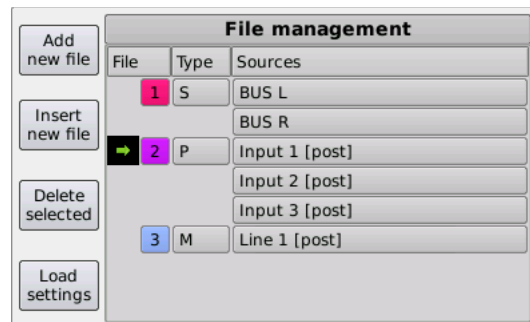 Add
new file
Insert
new file
Delete
selected
Load
settings
File management
File Type Sources
1 S BUS L
BUS R
2 P Input 1 [post]
Input 2 [post]
Input 3 [post]
3 M Line 1 [post]